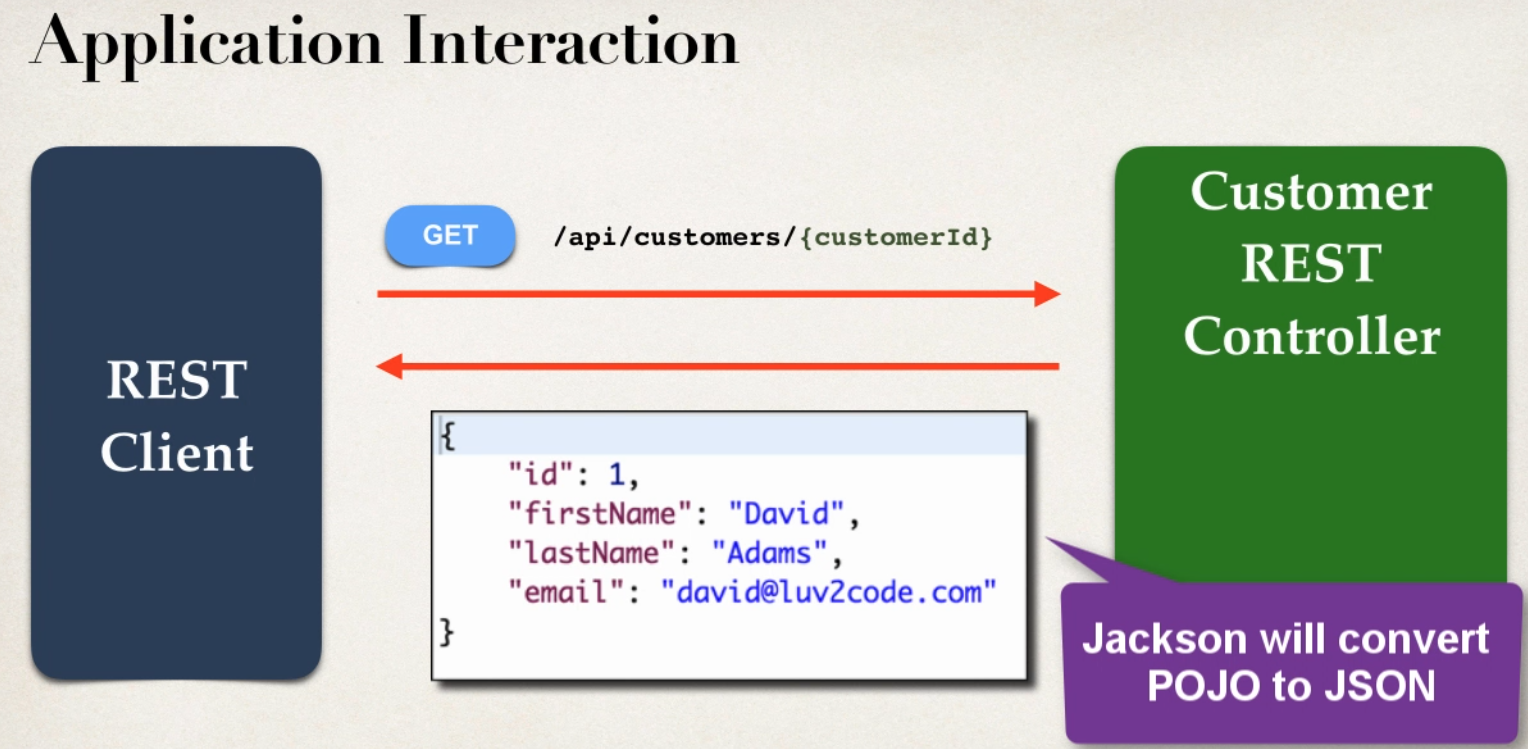 Application Interaction
GET /api/customers/{customerId}
REST
Client
Customer
REST
Controller
{
"id": 1,
"firstName": "David",
"lastName": "Adams",
"email": "david@luv2code.com"
}
Jackson will convert
POJO to JSON